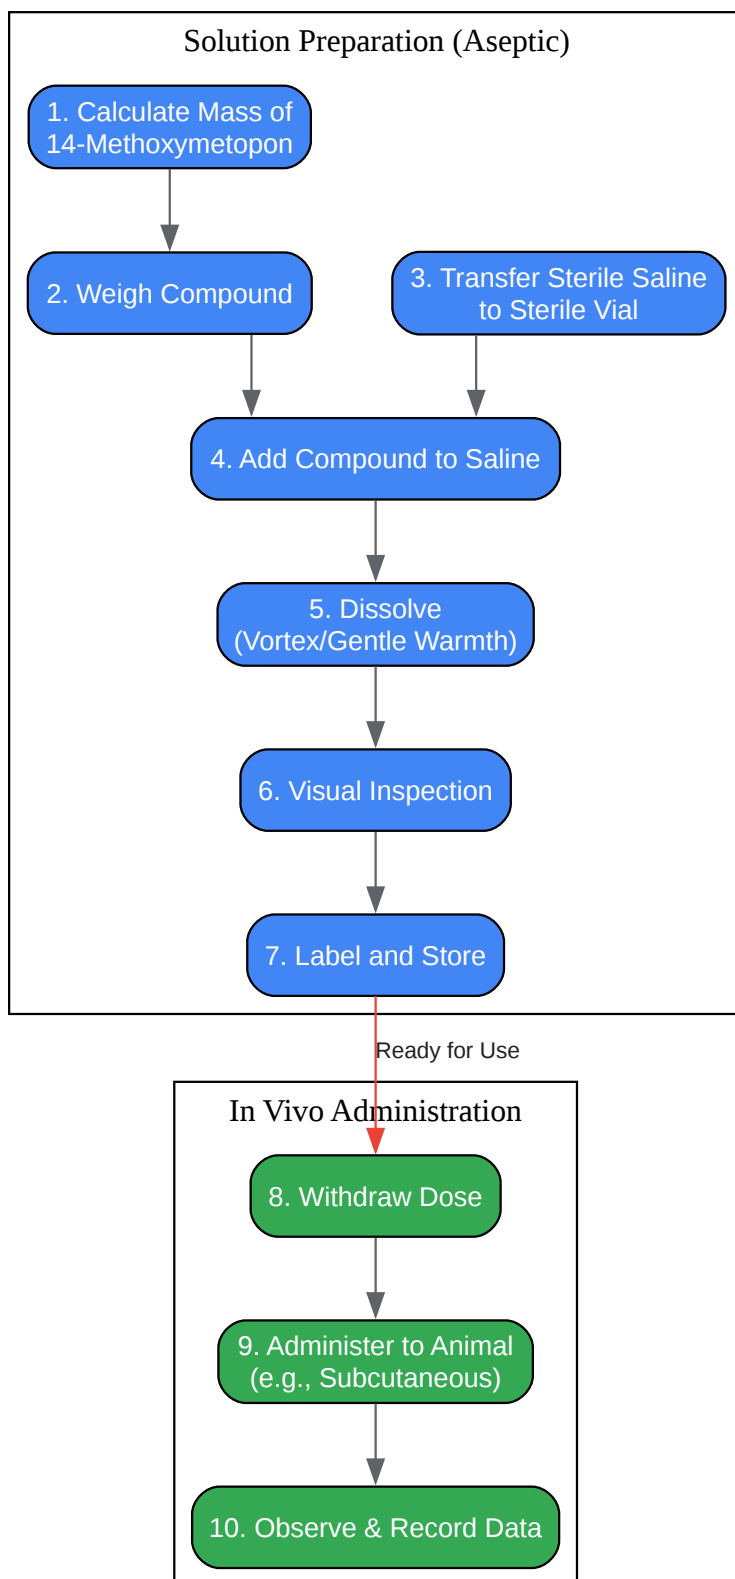 Solution Preparation (Aseptic)
1. Calculate Mass of
14-Methoxymetopon
2. Weigh Compound
3. Transfer Sterile Saline
to Sterile Vial
4. Add Compound to Saline
5. Dissolve
(Vortex/Gentle Warmth)
6. Visual Inspection
7. Label and Store
Ready for Use
In Vivo Administration
8. Withdraw Dose
9. Administer to Animal
(e.g., Subcutaneous)
10. Observe & Record Data